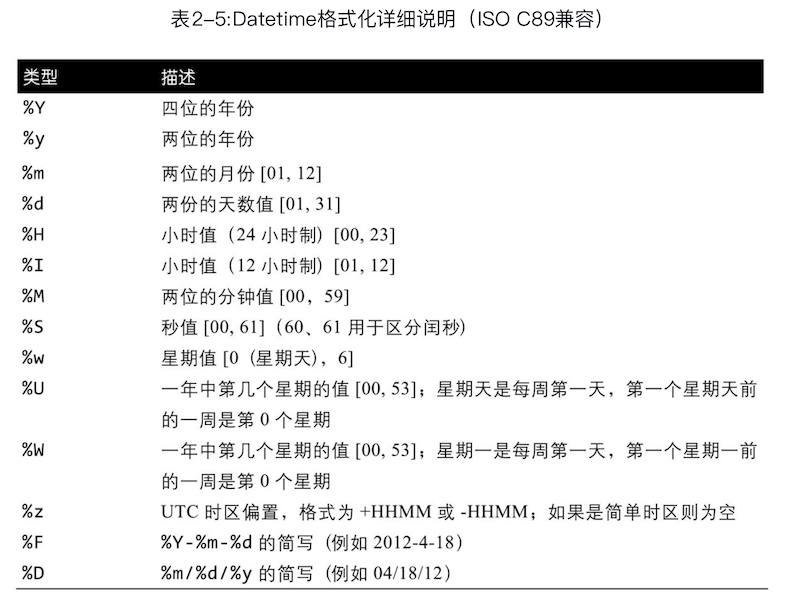 表2-5:Datetime格式化详细说明（ISO C89兼容）
类型 描述
%Y 四位的年份
%y 两位的年份
%m 两位的月份 [01, 12]
%d 两份的天数值 [01, 31]
%H 小时值（24 小时制）[00, 23]
%I 小时值（12 小时制）[01, 12]
%M 两位的分钟值 [00，59]
%S 秒值 [00, 61]（60、61 用于区分闰秒）
%w 星期值 [0（星期天），6]
%U 一年中第几个星期的值 [00, 53]；星期天是每周第一天，第一个星期天前
的一周是第 0 个星期
%W 一年中第几个星期的值 [00, 53]；星期一是每周第一天，第一个星期一前
的一周是第 0 个星期
%z UTC 时区偏置，格式为 +HHMM 或 -HHMM；如果是简单时区则为空
%F %Y-%m-%d 的简写（例如 2012-4-18）
%D %m/%d/%y 的简写（例如 04/18/12）